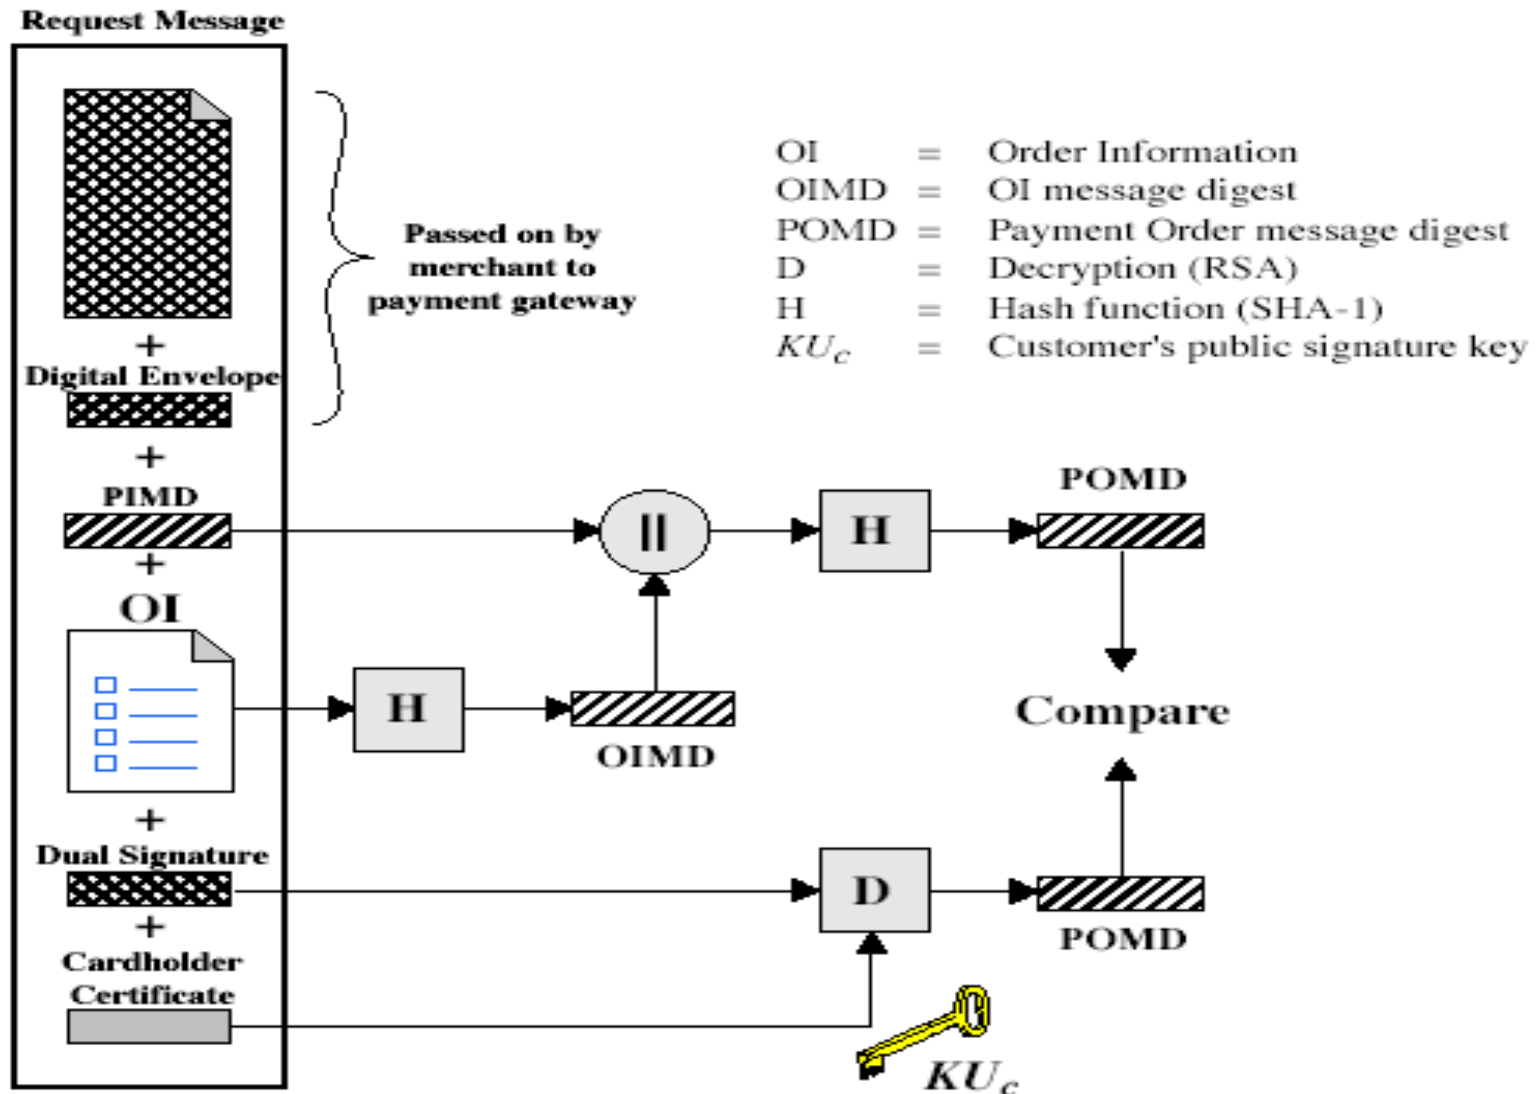 Request Message
Passed on by
merchant to
payment gateway
OI = Order Information
OIMD = OI message digest
POMD = Payment Order message digest
D = Decryption (RSA)
H = Hash function (SHA-1)
KUc = Customer's public signature key
+
Digital Envelope
+
PIMD
+
OI
+
Dual Signature
+
Cardholder
Certificate
||
H
POMD
H
OIMD
Compare
D
POMD
KUc